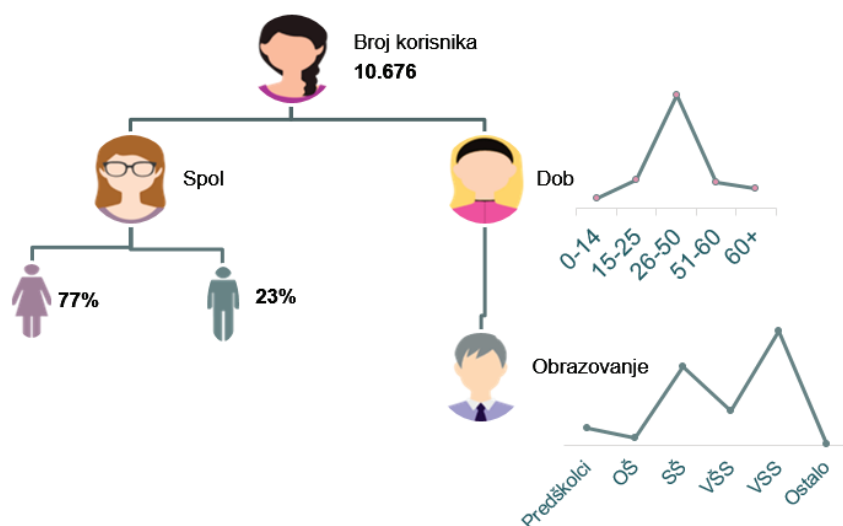 Broj korisnika
10.676
Spol
Dob
77%
23%
0-14
15-25
26-50
51-60
60+
Obrazovanje
Predškolci
OŠ
SŠ
VŠS
VSS
Ostalo